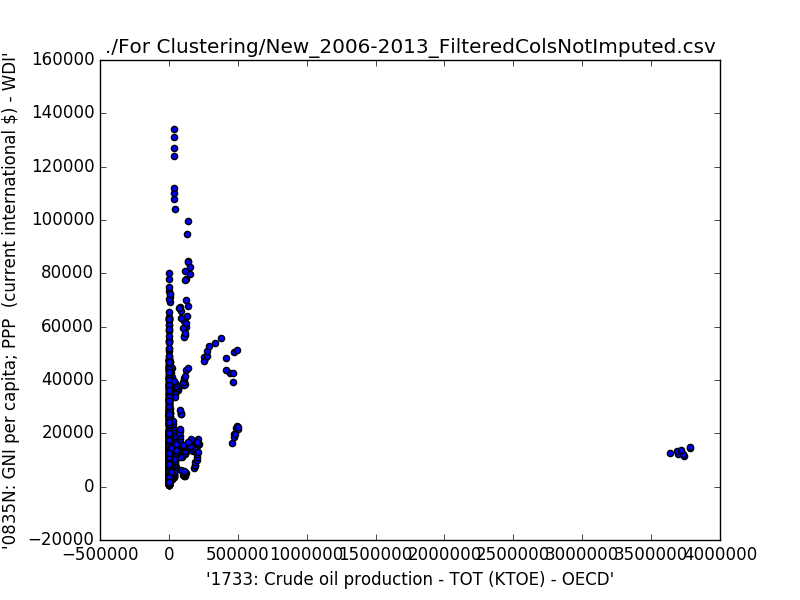 ./For Clustering/New_2006-2013_FilteredColsNotImputed.csv
160000
140000
120000
100000
80000
60000
40000
20000
0
−20000
'0835N: GNI per capita; PPP  (current international $) - WDI'
−500000 0 500000 1000000 1500000 2000000 2500000 3000000 3500000 4000000
'1733: Crude oil production - TOT (KTOE) - OECD'